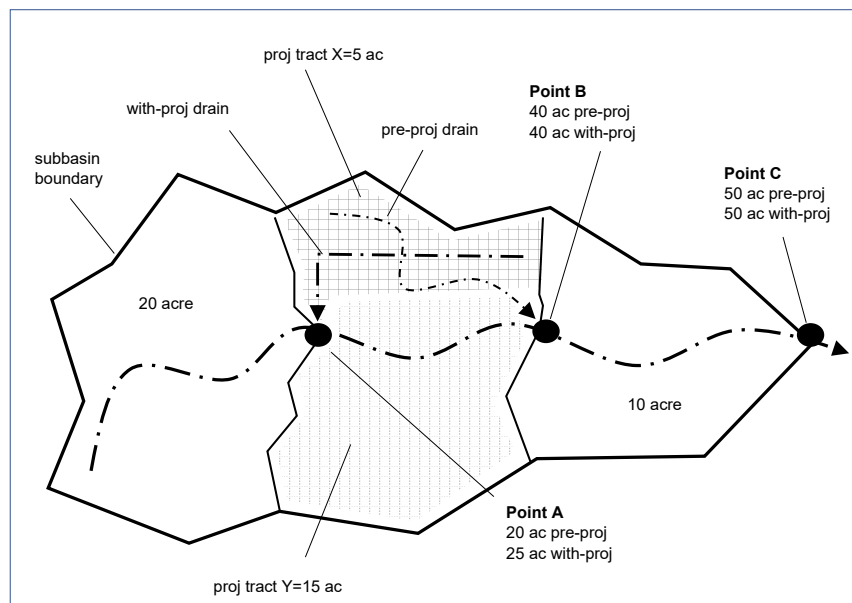 proj tract X=5 ac
with-proj drain
pre-proj drain
Point B
40 ac pre-proj
40 ac with-proj
subbasin
boundary
Point C
50 ac pre-proj
50 ac with-proj
20 acre
10 acre
Point A
20 ac pre-proj
25 ac with-proj
proj tract Y=15 ac